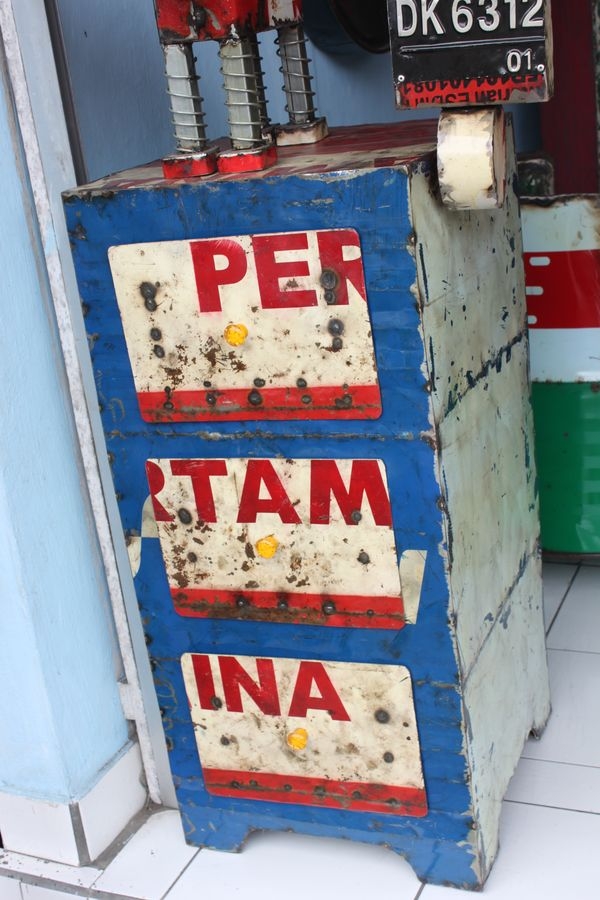 DK 6312
01
PER
RTAM
INA